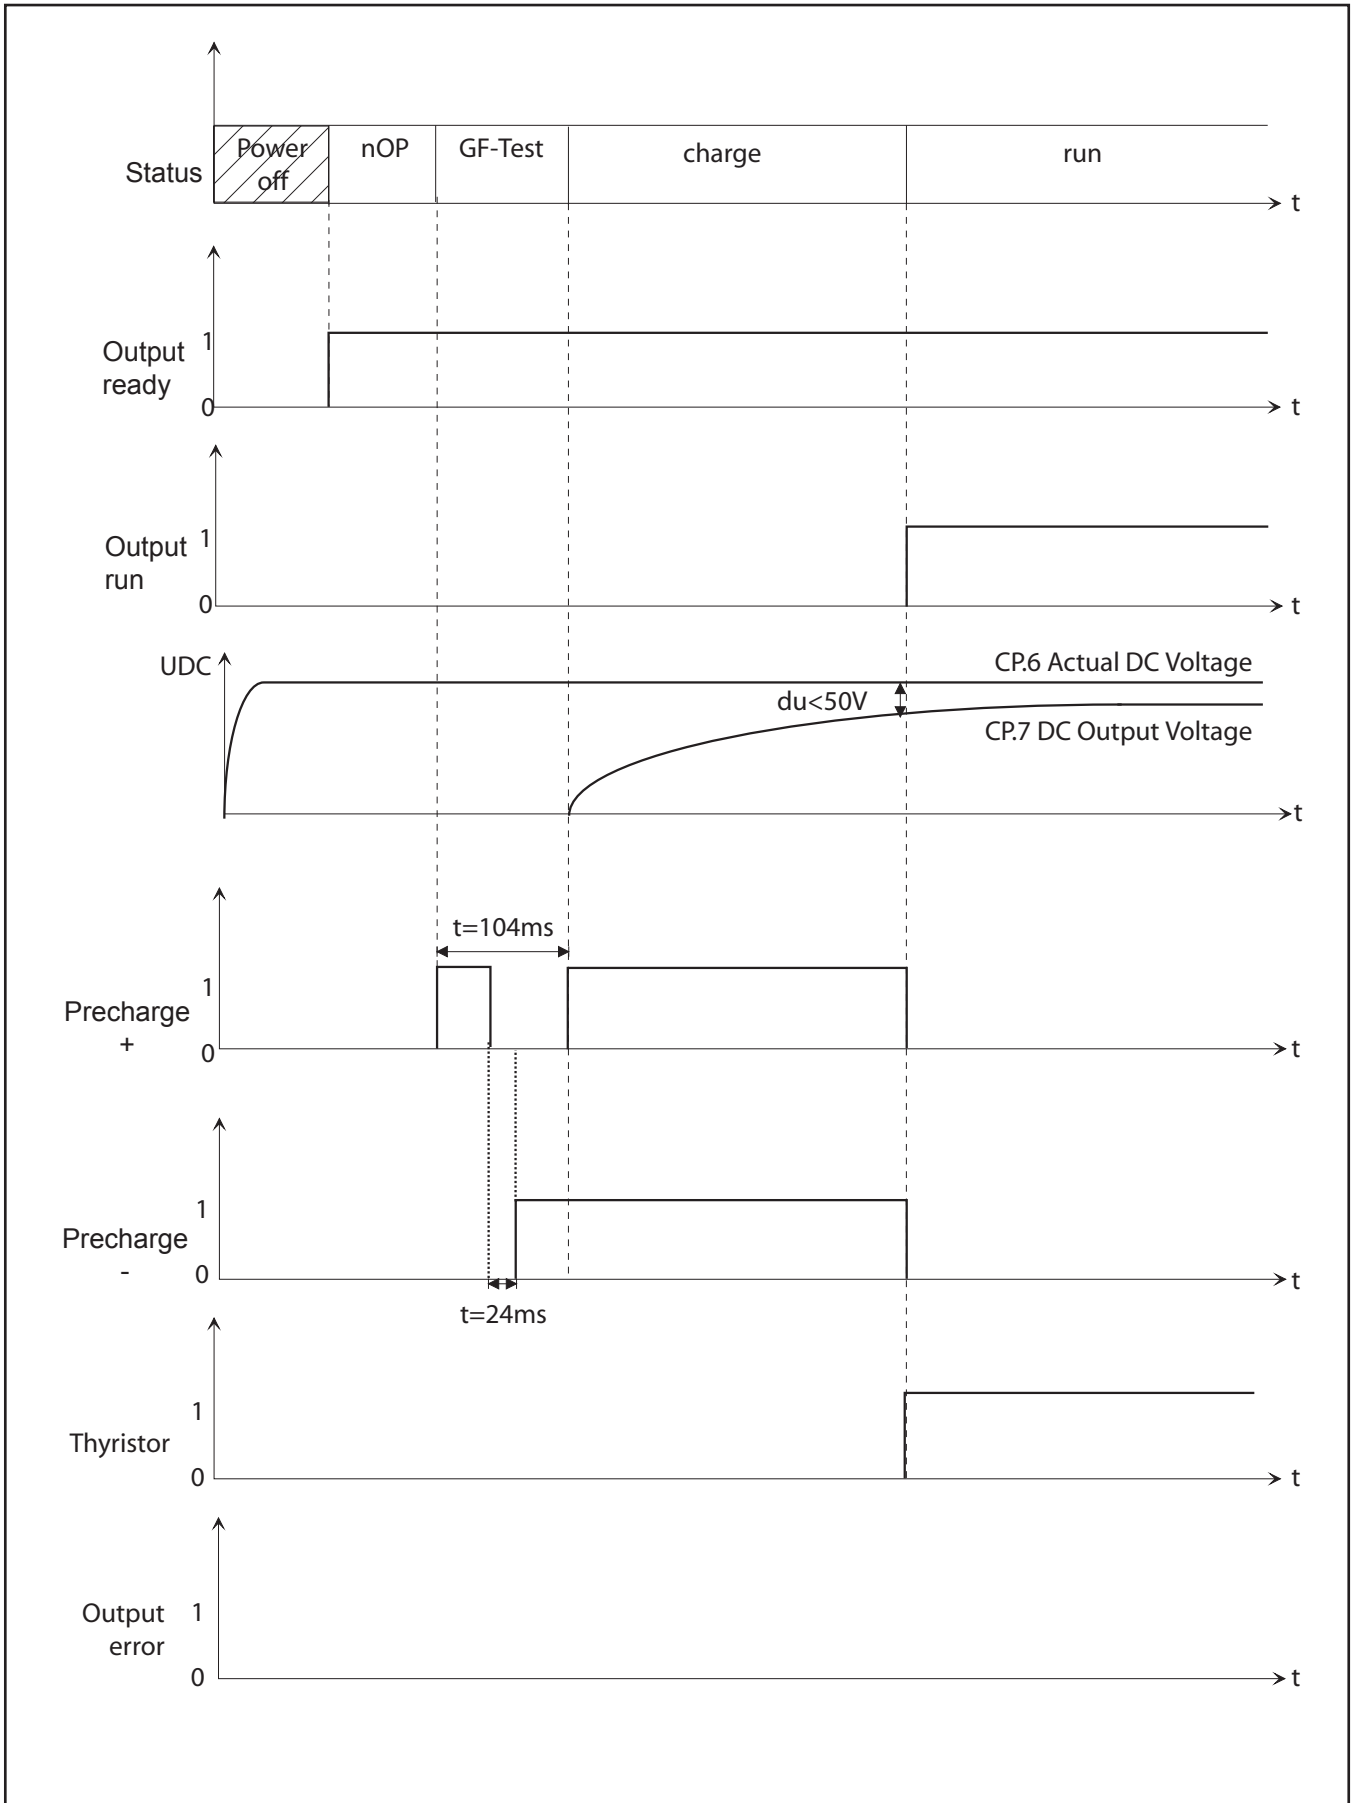 Status
Power
off
nOP
GF-Test
charge
run
t
Output
ready
1
0
t
Output
run
1
0
t
UDC
CP.6 Actual DC Voltage
du<50V
CP.7 DC Output Voltage
t
t=104ms
Precharge
+
1
0
t
Precharge
-
1
0
t
t=24ms
Thyristor
1
0
t
Output
error
1
0
t